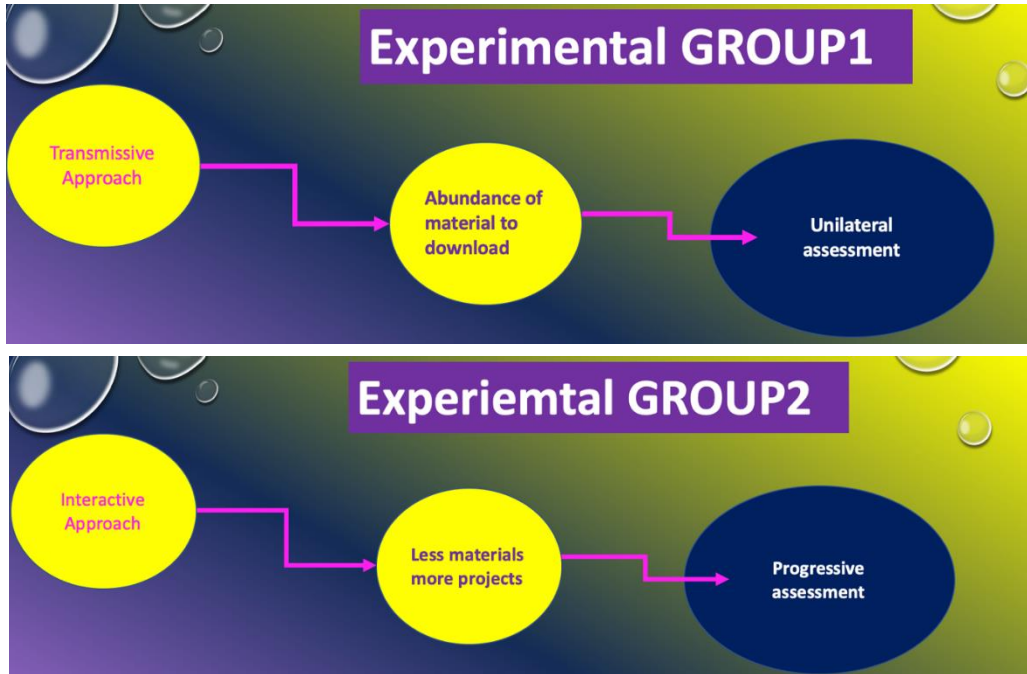 Experimental GROUP1
Transmissive
Approach
Abundance of
material to
download
Unilateral
assessment
Experiemtal GROUP2
Interactive
Approach
Less materials
more projects
Progressive
assessment